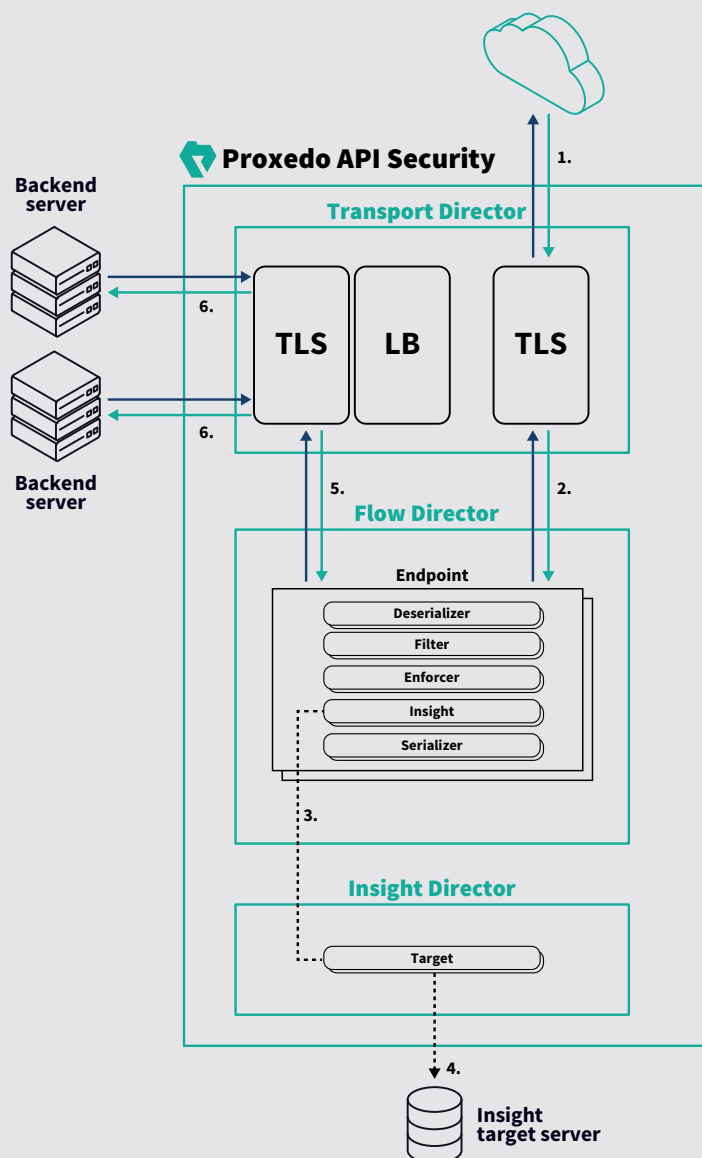 Proxedo API Security
1.
Backend
server
Transport Director
TLS
LB
TLS
6.
6.
Backend
server
5.
2.
Flow Director
Endpoint
Deserializer
Filter
Enforcer
Insight
Serializer
3.
Insight Director
Target
4.
Insight
target server